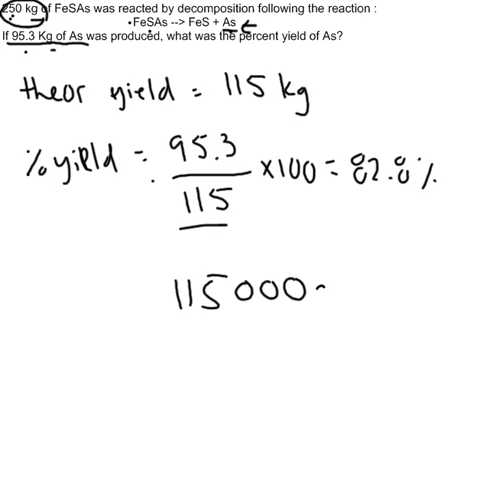 250 kg of FeSAs was reacted by decomposition following the reaction :
•FeSAs --> FeS + As
If 95.3 Kg of As was produced, what was the percent yield of As?
theor yield = 115 kg
% yield = 95.3 / 115 x100 = 82.8%
115000